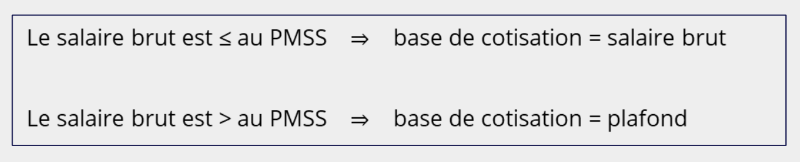 Le salaire brut est ≤ au PMSS ⇒ base de cotisation = salaire brut
Le salaire brut est > au PMSS ⇒ base de cotisation = plafond